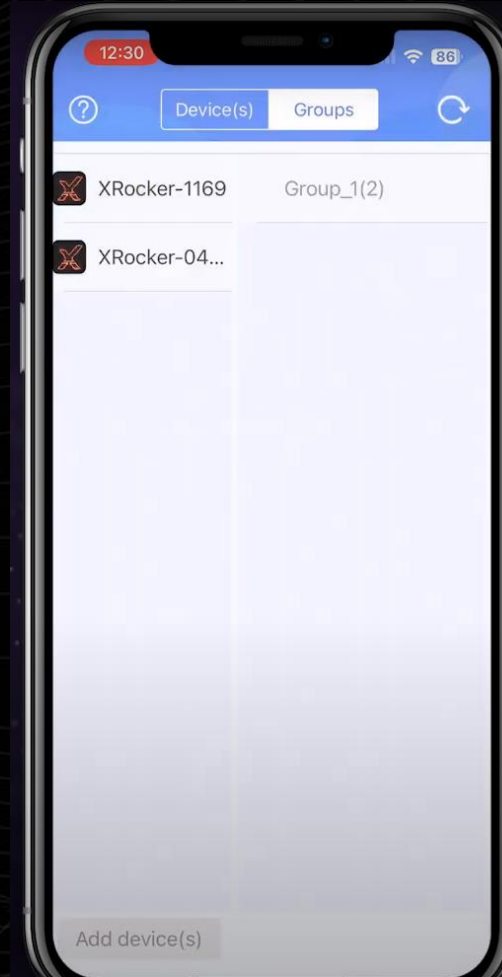 12:30
86
?
Device(s)
Groups
XRocker-1169
Group_1(2)
XRocker-04...
Add device(s)